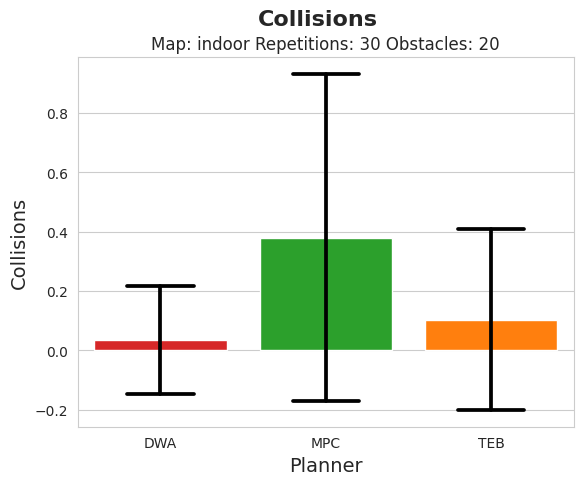 Collisions
Map: indoor Repetitions: 30 Obstacles: 20
Collisions
0.8
0.6
0.4
0.2
0.0
−0.2
DWA
MPC
TEB
Planner